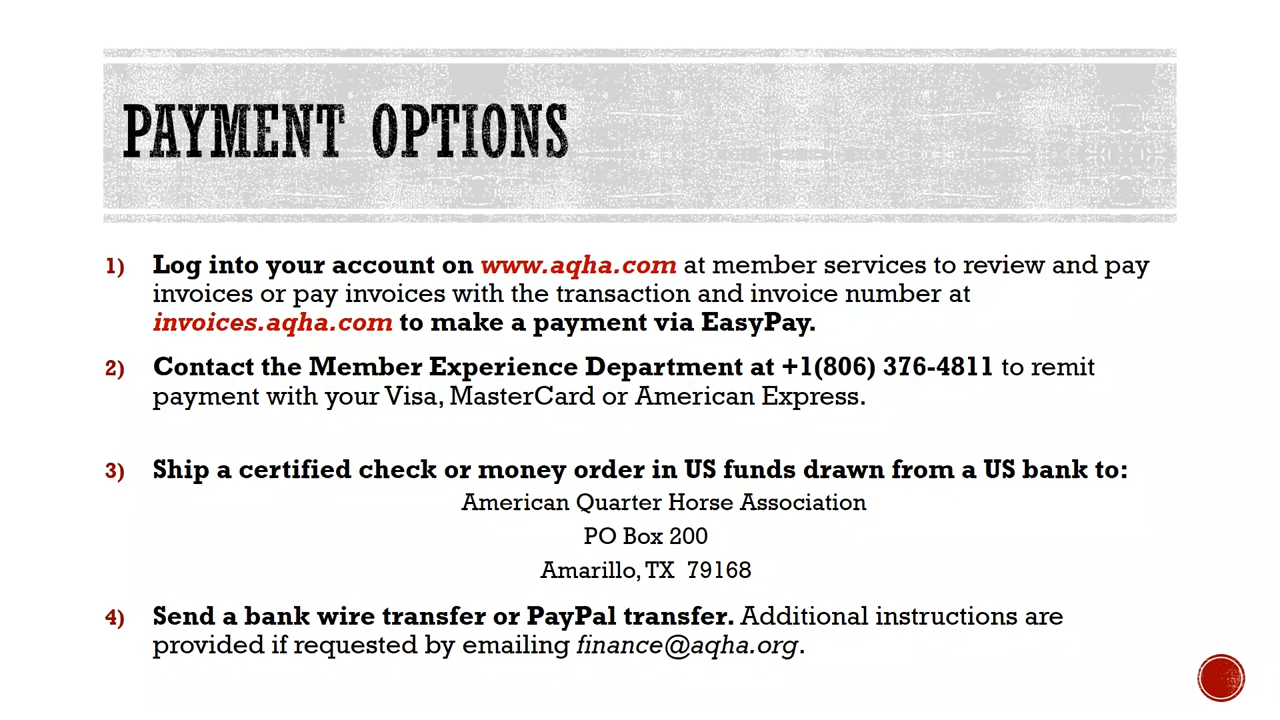 PAYMENT OPTIONS
1) Log into your account on www.aqha.com at member services to review and pay
invoices or pay invoices with the transaction and invoice number at
invoices.aqha.com to make a payment via EasyPay.
2) Contact the Member Experience Department at +1(806) 376-4811 to remit
payment with your Visa, MasterCard or American Express.
3) Ship a certified check or money order in US funds drawn from a US bank to:
American Quarter Horse Association
PO Box 200
Amarillo, TX 79168
4) Send a bank wire transfer or PayPal transfer. Additional instructions are
provided if requested by emailing finance@aqha.org.